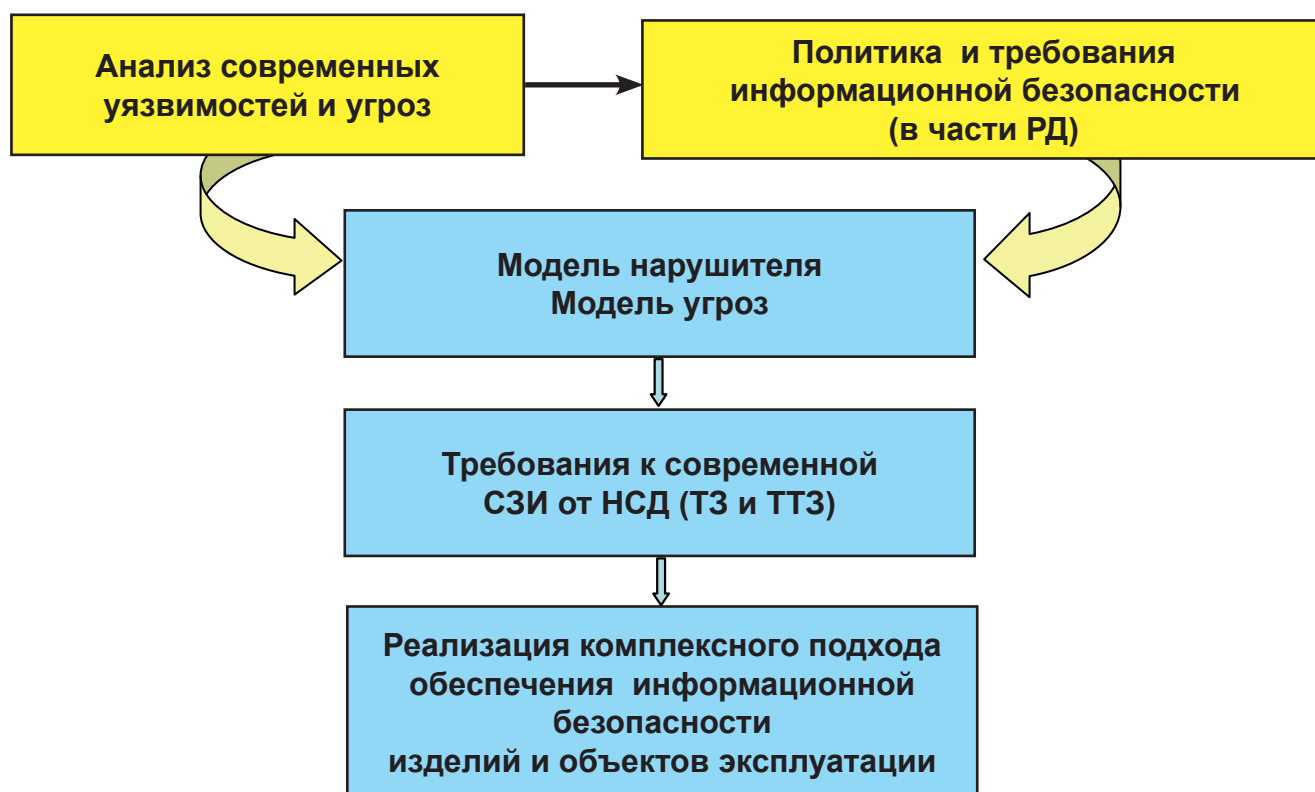 Анализ современных
уязвимостей и угроз
Политика и требования
информационной безопасности
(в части РД)
Модель нарушителя
Модель угроз
Требования к современной
СЗИ от НСД (ТЗ и ТТЗ)
Реализация комплексного подхода
обеспечения информационной
безопасности
изделий и объектов эксплуатации